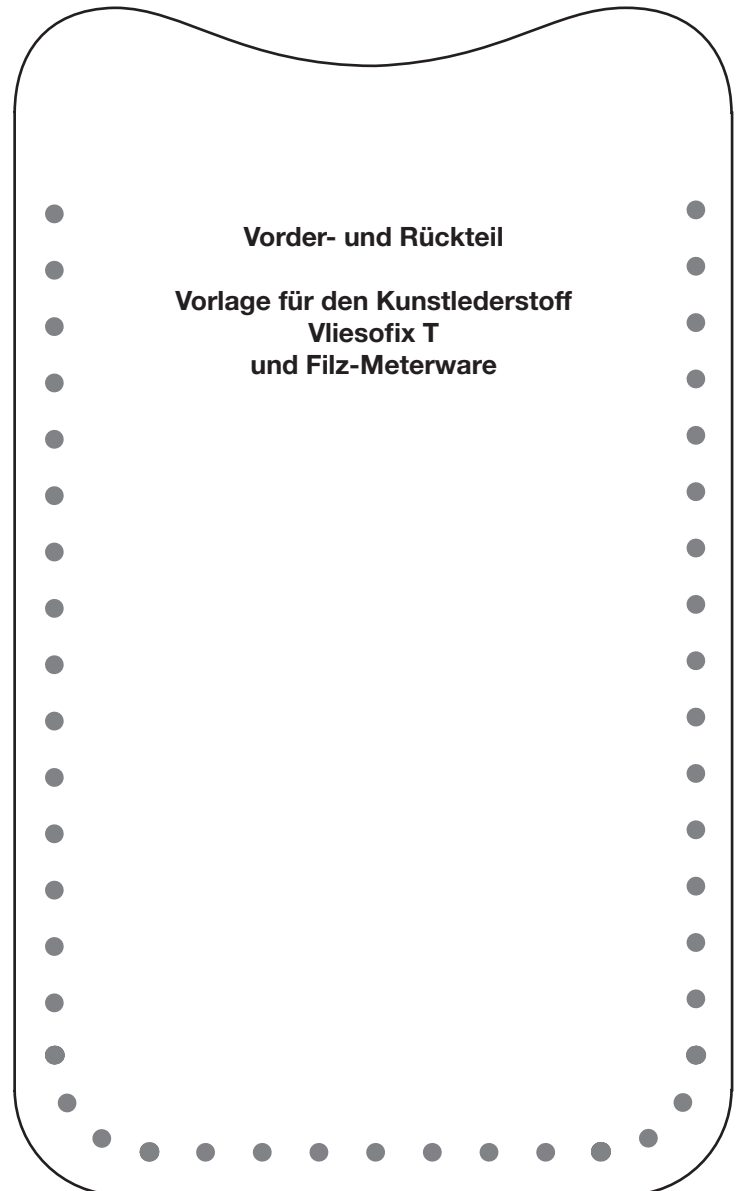 Vorder- und Rückteil
Vorlage für den Kunstlederstoff
Vliesofix T
und Filz-Meterware